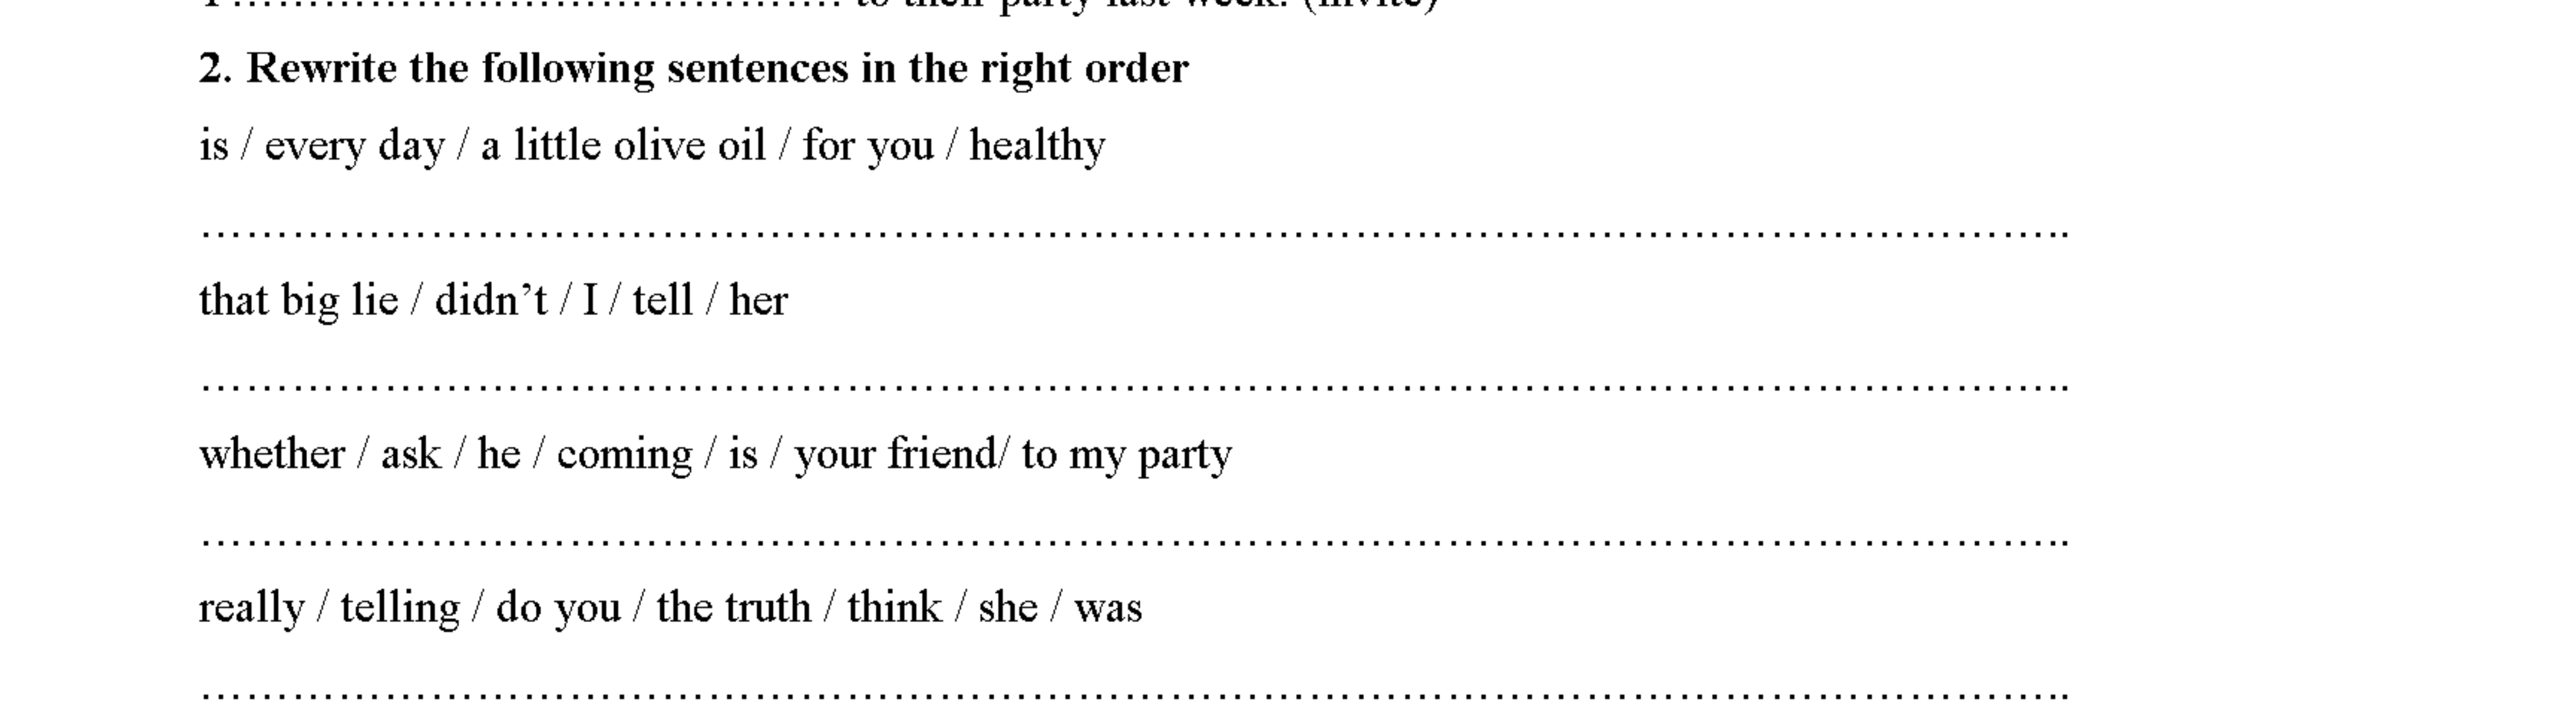 ………………………………… to their party last week. (invite)
2. Rewrite the following sentences in the right order
is / every day / a little olive oil / for you / healthy
…………………………………………………………………………………………………………..
that big lie / didn’t / I / tell / her
…………………………………………………………………………………………………………..
whether / ask / he / coming / is / your friend/ to my party
…………………………………………………………………………………………………………..
really / telling / do you / the truth / think / she / was
…………………………………………………………………………………………………………..